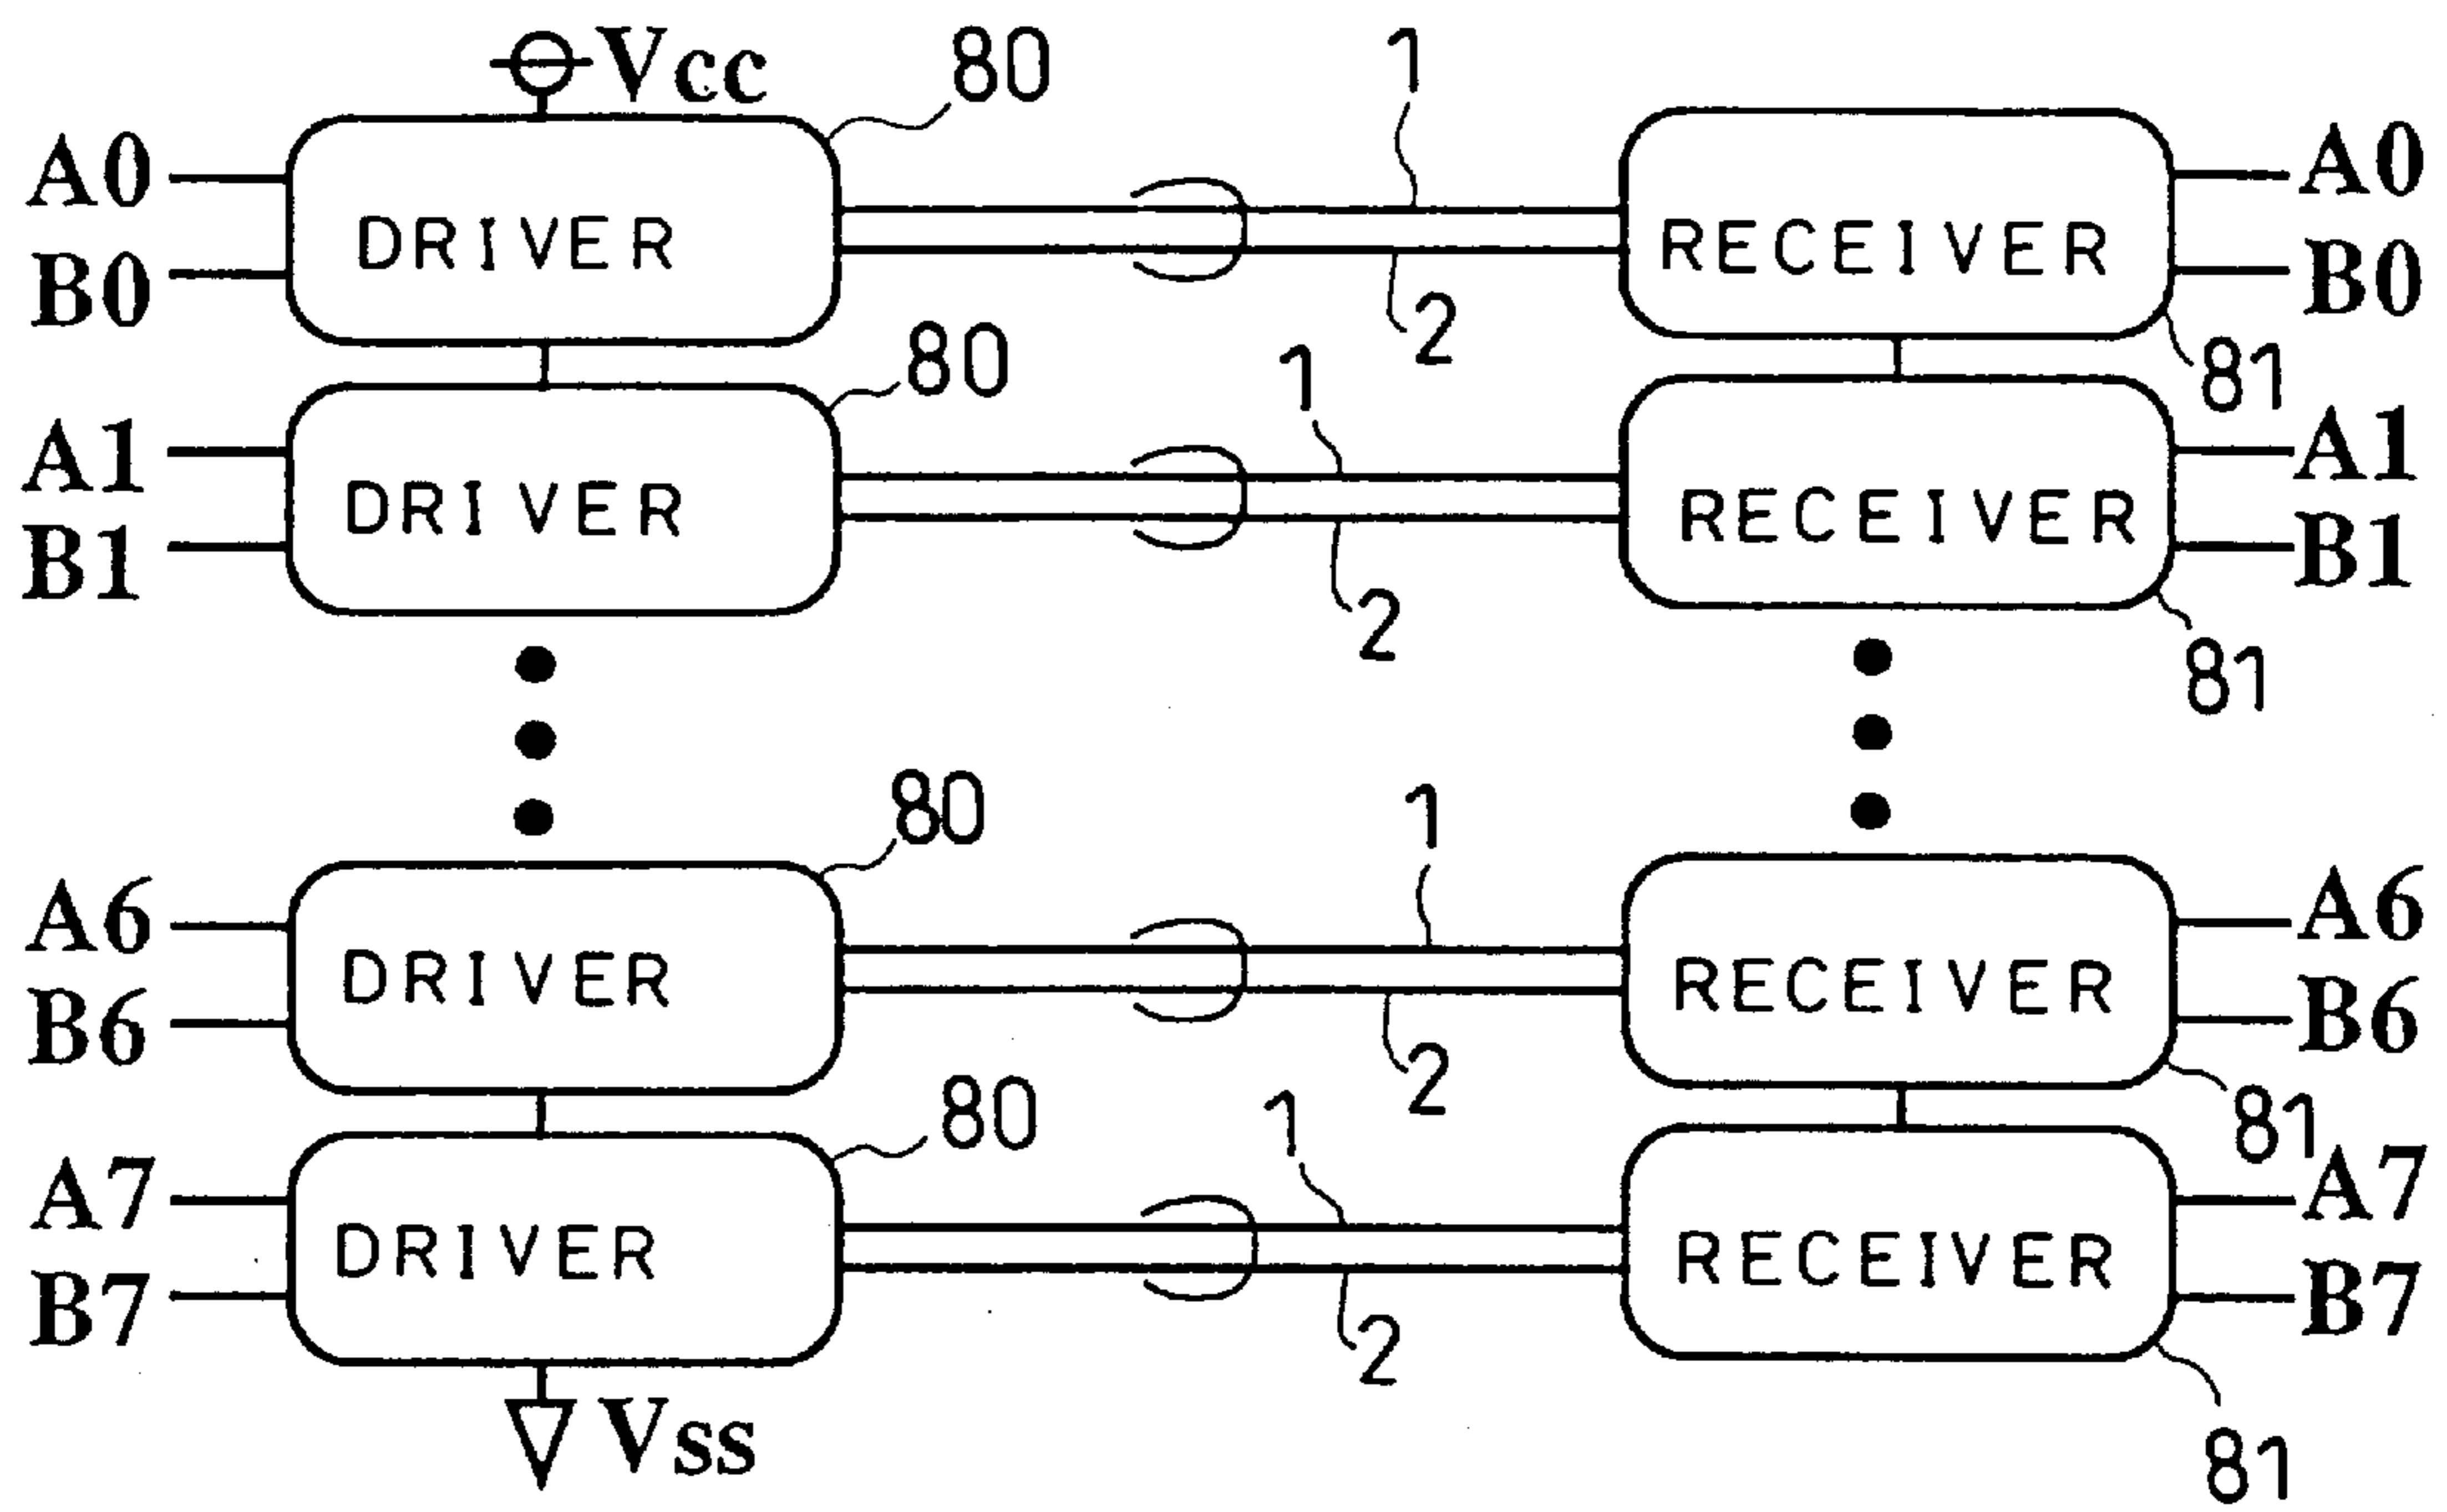 Vcc 80 1
A0 A0
DRIVER RECEIVER
B0 B0
80 1 2 81
A1 A1
DRIVER RECEIVER
B1 B1
2 81
80 1
A6 A6
DRIVER RECEIVER
B6 B6
80 1 2 81
A7 A7
DRIVER RECEIVER
B7 B7
2
Vss 81